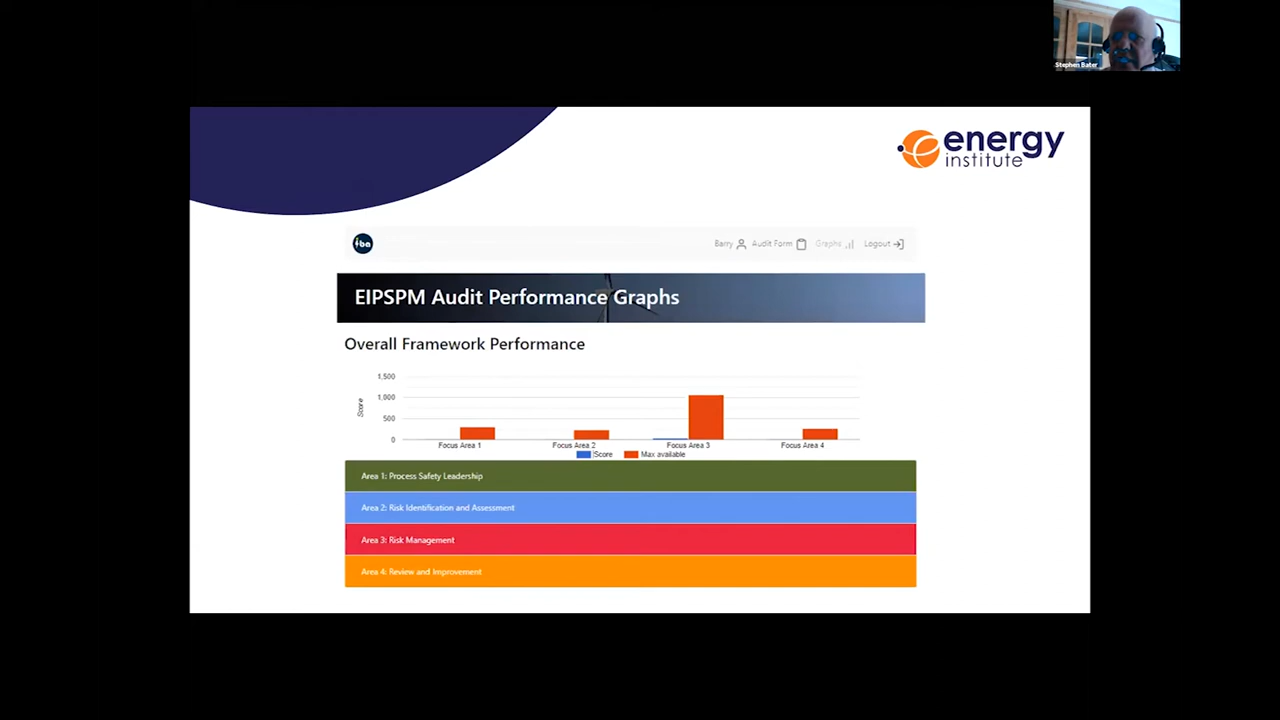 Stephen Bater
energy
institute
iba
Barry Audit Form Graphs Logout
EIPSPM Audit Performance Graphs
Overall Framework Performance
1,500
1,000
500
0
Score
Focus Area 1 Focus Area 2 Focus Area 3 Focus Area 4
Score Max available
Area 1: Process Safety Leadership
Area 2: Risk Identification and Assessment
Area 3: Risk Management
Area 4: Review and Improvement